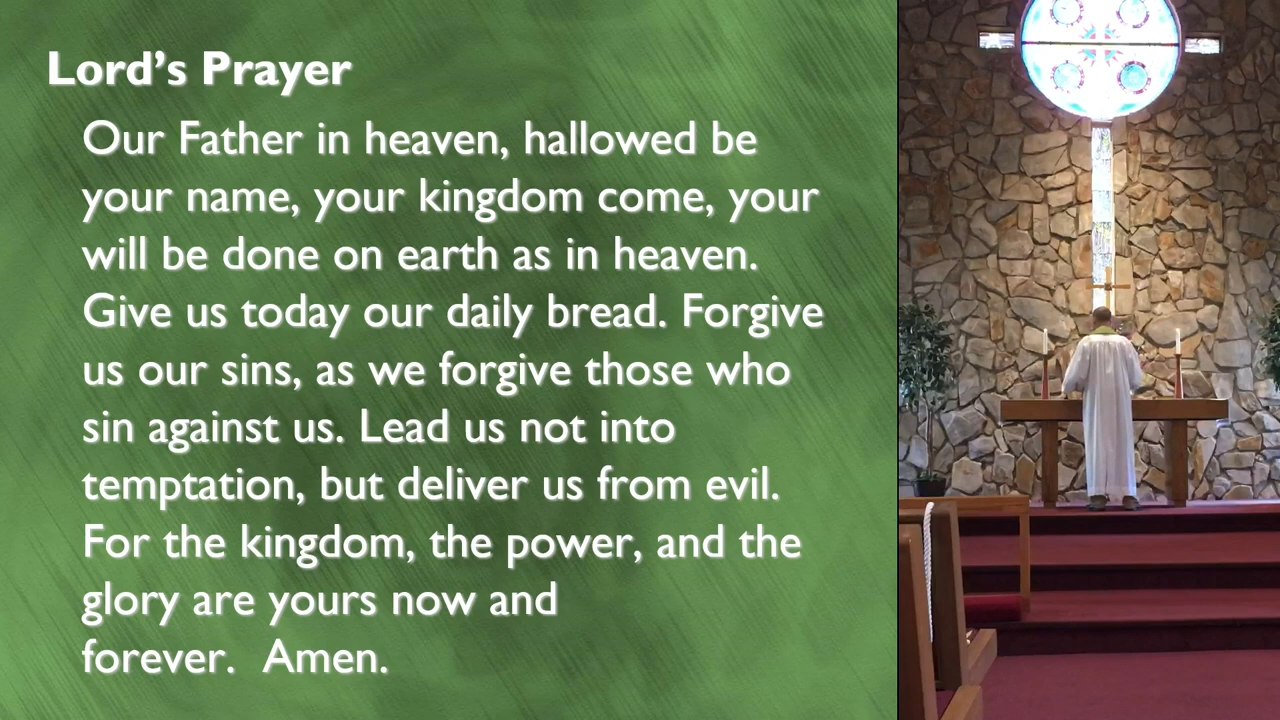 Lord’s Prayer
Our Father in heaven, hallowed be
your name, your kingdom come, your
will be done on earth as in heaven.
Give us today our daily bread. Forgive
us our sins, as we forgive those who
sin against us. Lead us not into
temptation, but deliver us from evil.
For the kingdom, the power, and the
glory are yours now and
forever.  Amen.